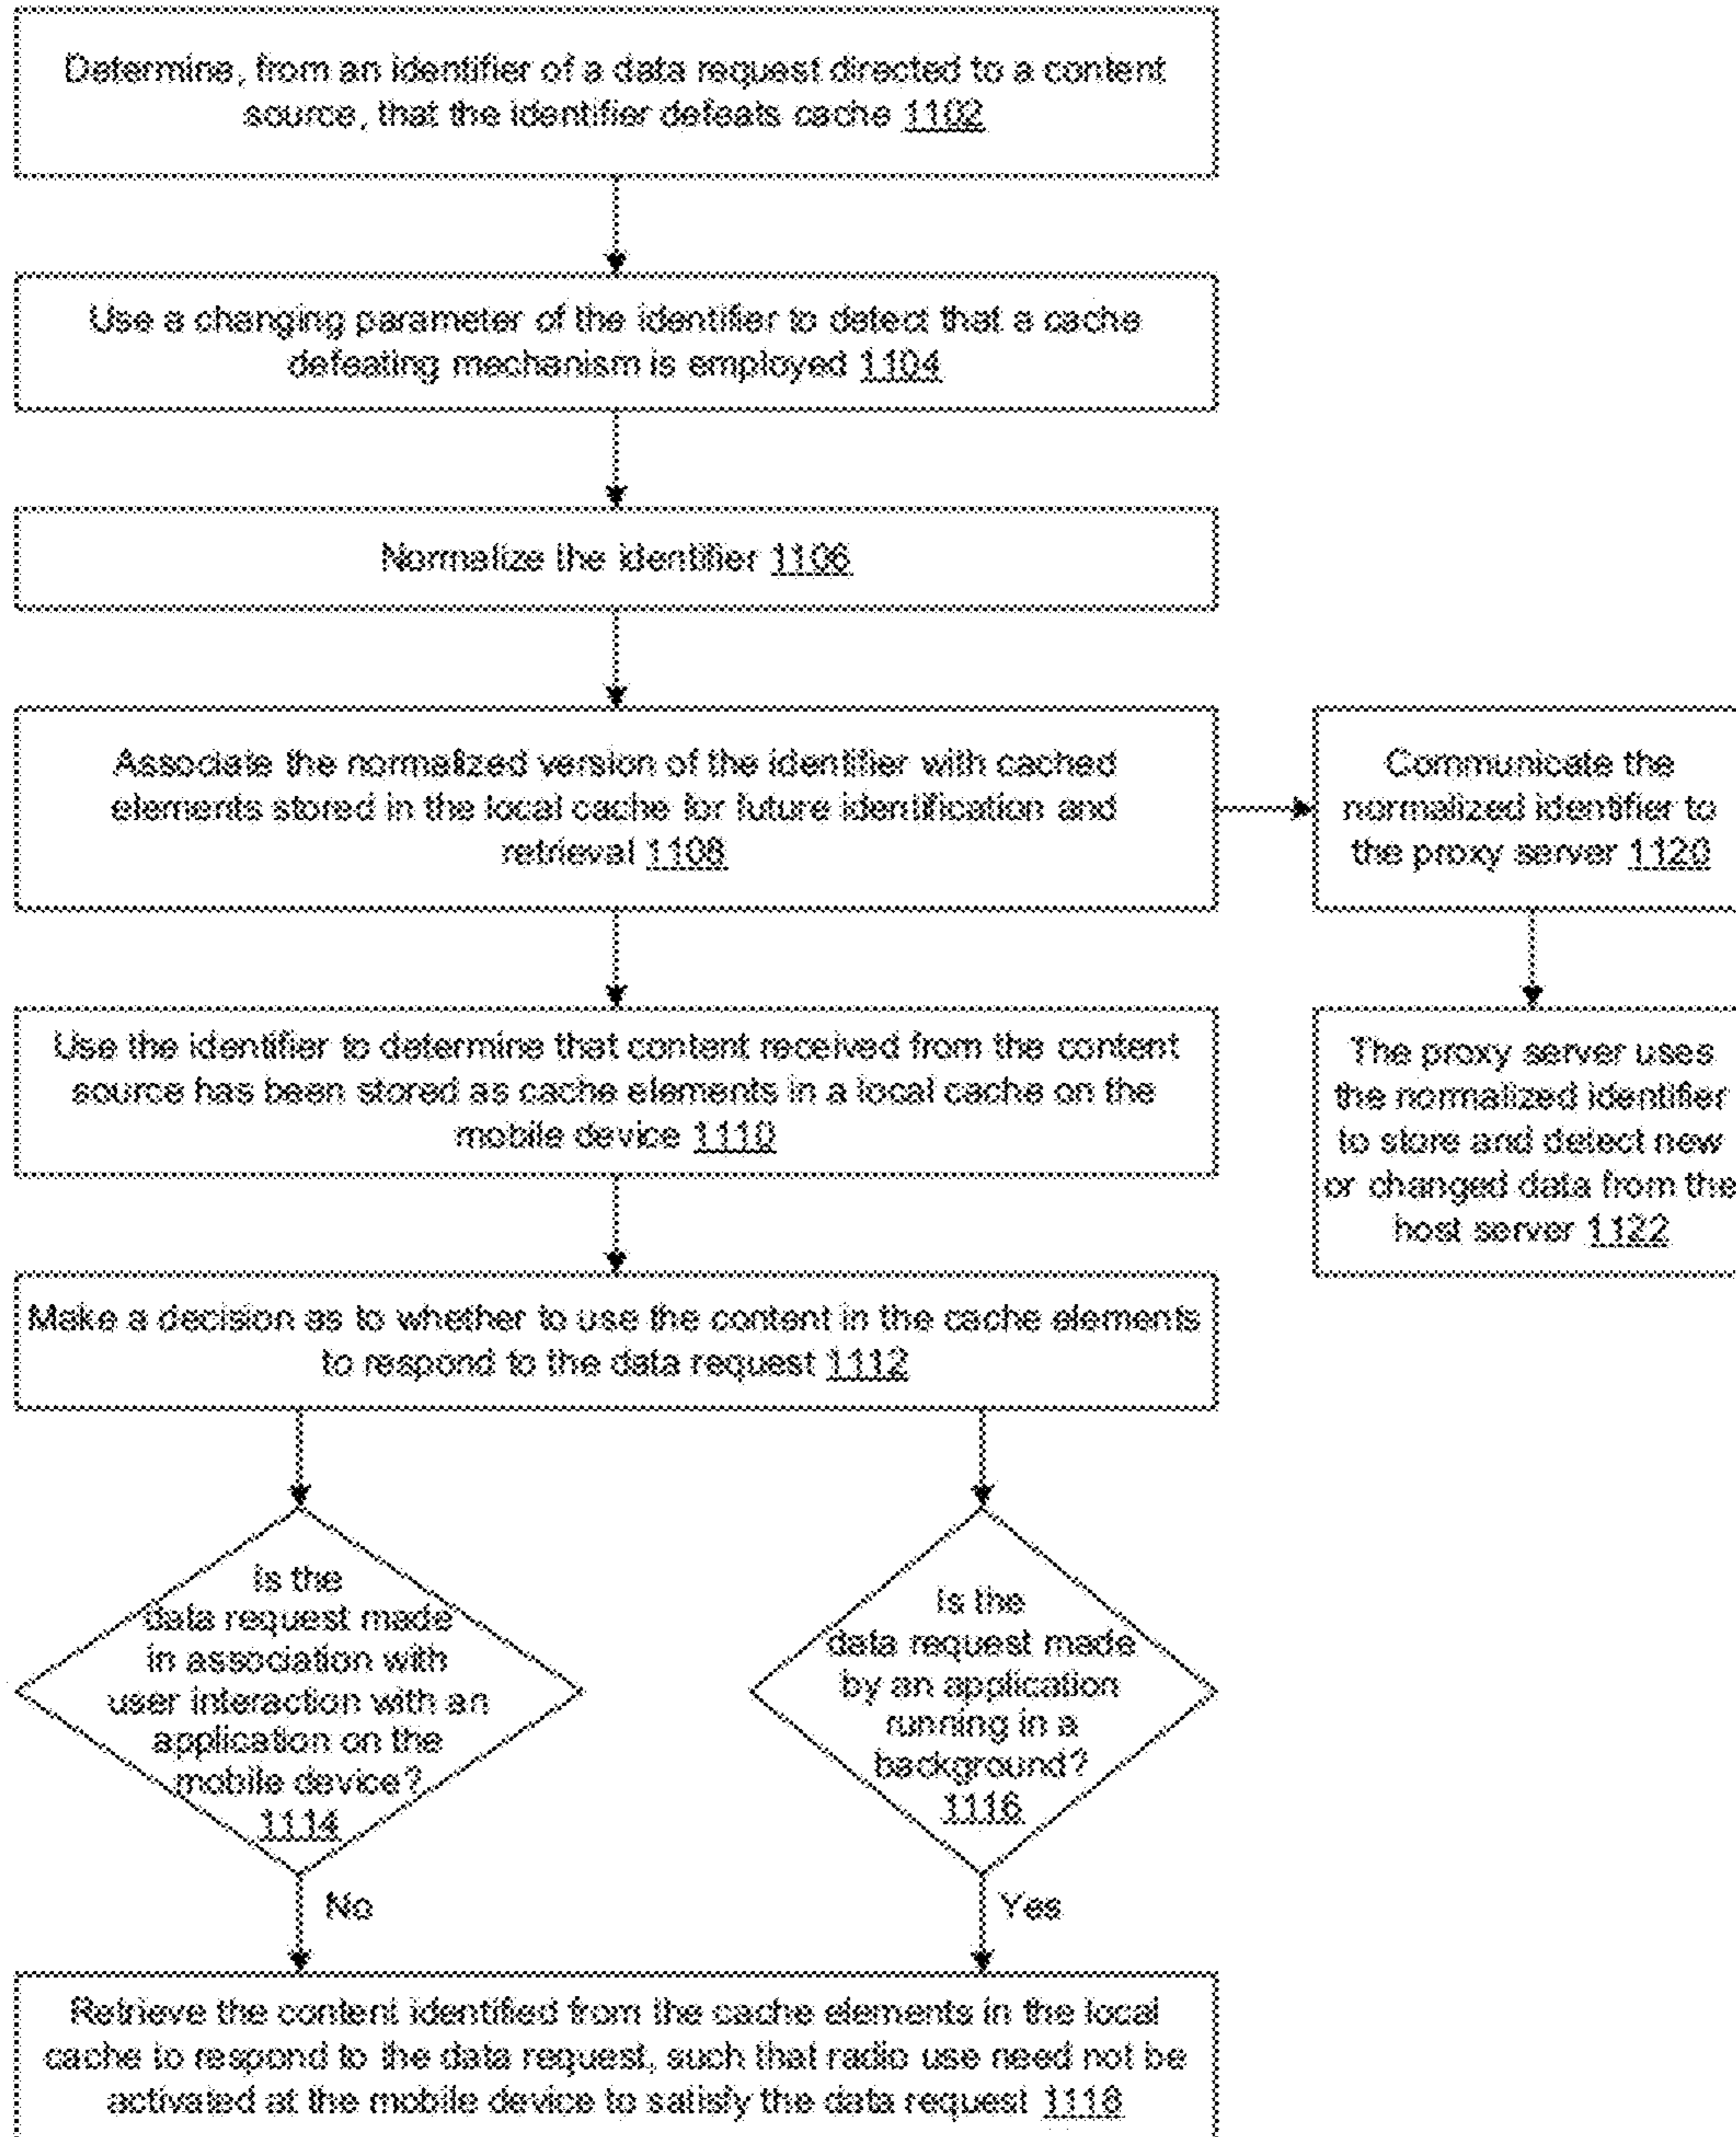 Determine, from an identifier of a data request directed to a content
source, that the identifier defeats cache 1102
Use a changing parameter of the identifier to detect that a cache
defeating mechanism is employed 1104
Normalize the identifier 1106
Associate the normalized version of the identifier with cached
elements stored in the local cache for future identification and
retrieval 1108
Communicate the
normalized identifier to
the proxy server 1120
Use the identifier to determine that content received from the content
source has been stored as cache elements in a local cache on the
mobile device 1110
The proxy server uses
the normalized identifier
to store and detect new
or changed data from the
host server 1122
Make a decision as to whether to use the content in the cache elements
to respond to the data request 1112
is the
data request made
in association with
user interaction with an
application on the
mobile device?
1114
is the
data request made
by an application
running in a
background?
1116
No
Yes
Retrieve the content identified from the cache elements in the local
cache to respond to the data request, such that radio use need not be
activated at the mobile device to satisfy the data request 1118